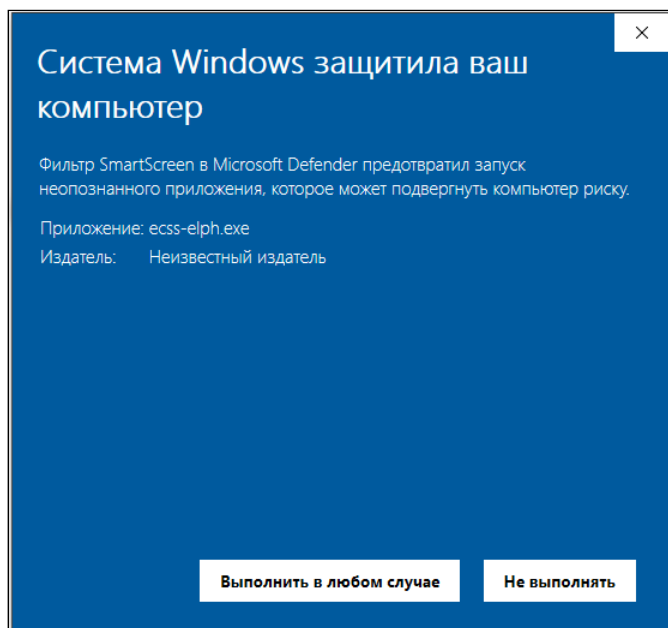 Система Windows защитила ваш
компьютер
Фильтр SmartScreen в Microsoft Defender предотвратил запуск
неопознанного приложения, которое может подвергнуть компьютер риску.
Приложение: ecss-elph.exe
Издатель: Неизвестный издатель
Выполнить в любом случае Не выполнять